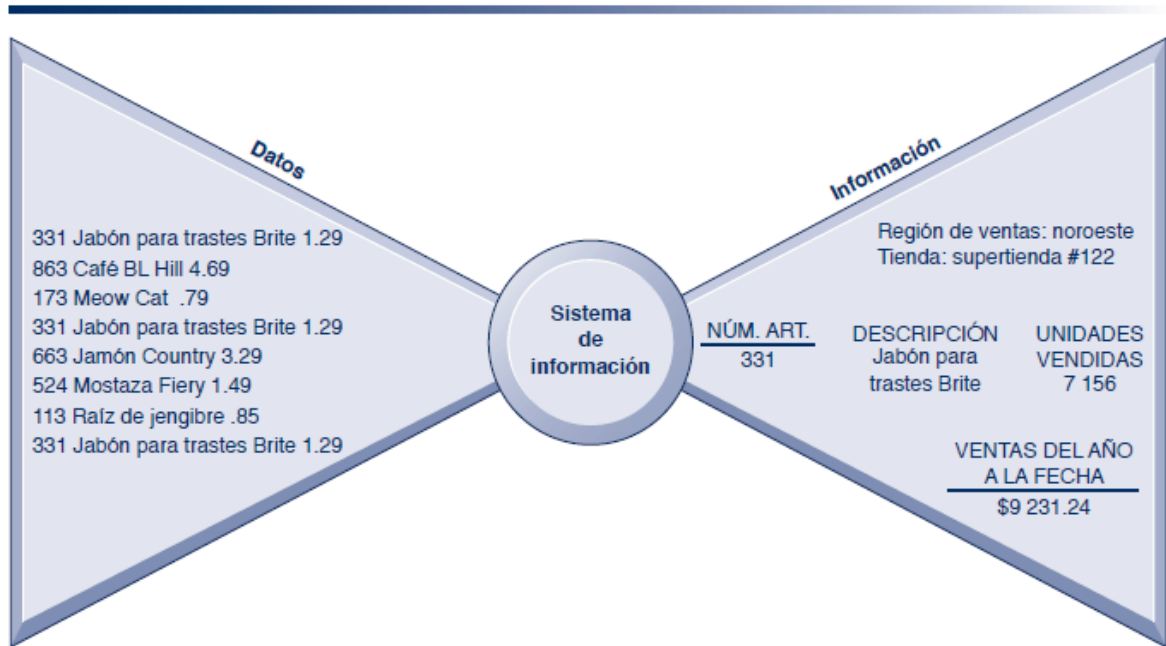 Datos
331 Jabón para trastes Brite 1.29
863 Café BL Hill 4.69
173 Meow Cat .79
331 Jabón para trastes Brite 1.29
663 Jamón Country 3.29
524 Mostaza Fiery 1.49
113 Raíz de jengibre .85
331 Jabón para trastes Brite 1.29
Sistema
de
información
Información
Región de ventas: noroeste
Tienda: supertienda #122
NÚM. ART.
331
DESCRIPCIÓN
Jabón para
trastes Brite
UNIDADES
VENDIDAS
7 156
VENTAS DEL AÑO
A LA FECHA
$9 231.24